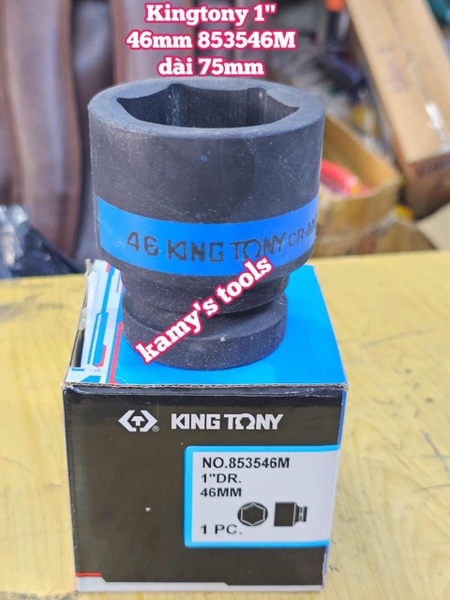 Kingtony 1"
46mm 853546M
dài 75mm
46 KING TONY CR-M
kamy's tools
KING TONY
NO.853546M
1"DR.
46MM
1 PC.